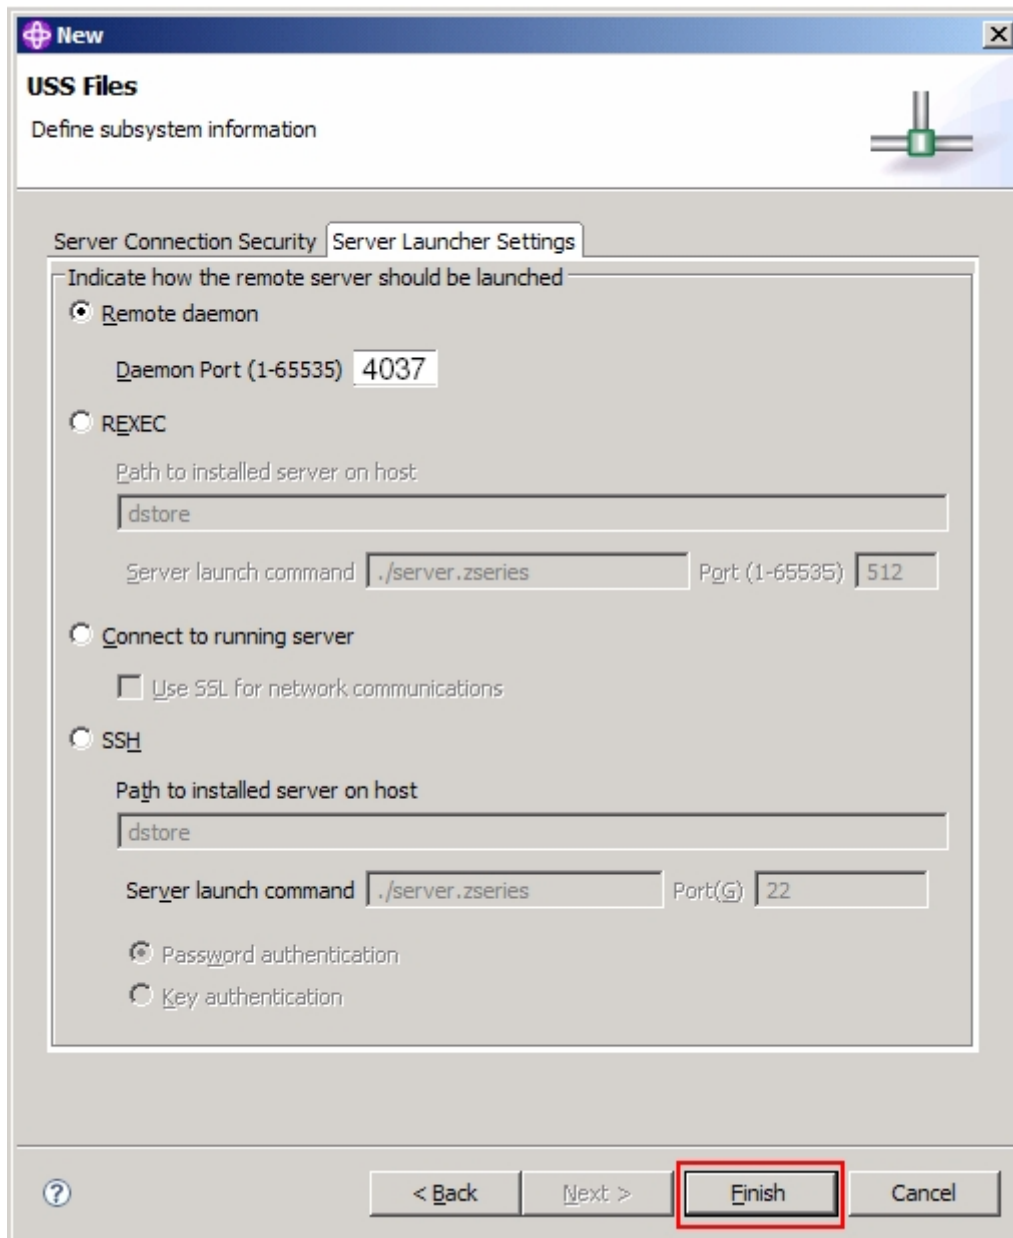 New
USS Files
Define subsystem information
Server Connection Security Server Launcher Settings
Indicate how the remote server should be launched
Remote daemon
Daemon Port (1-65535) 4037
REXEC
Path to installed server on host
dstore
Server launch command ./server.zseries Port (1-65535) 512
Connect to running server
Use SSL for network communications
SSH
Path to installed server on host
dstore
Server launch command ./server.zseries Port(G) 22
Password authentication
Key authentication
? < Back Next > Finish Cancel